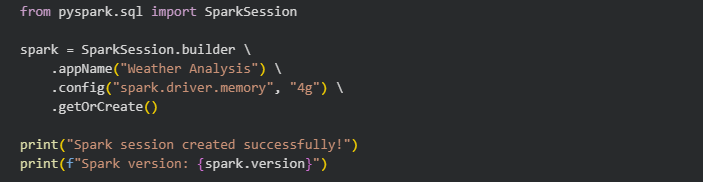 from pyspark.sql import SparkSession

spark = SparkSession.builder \
    .appName("Weather Analysis") \
    .config("spark.driver.memory", "4g") \
    .getOrCreate()

print("Spark session created successfully!")
print(f"Spark version: {spark.version}")